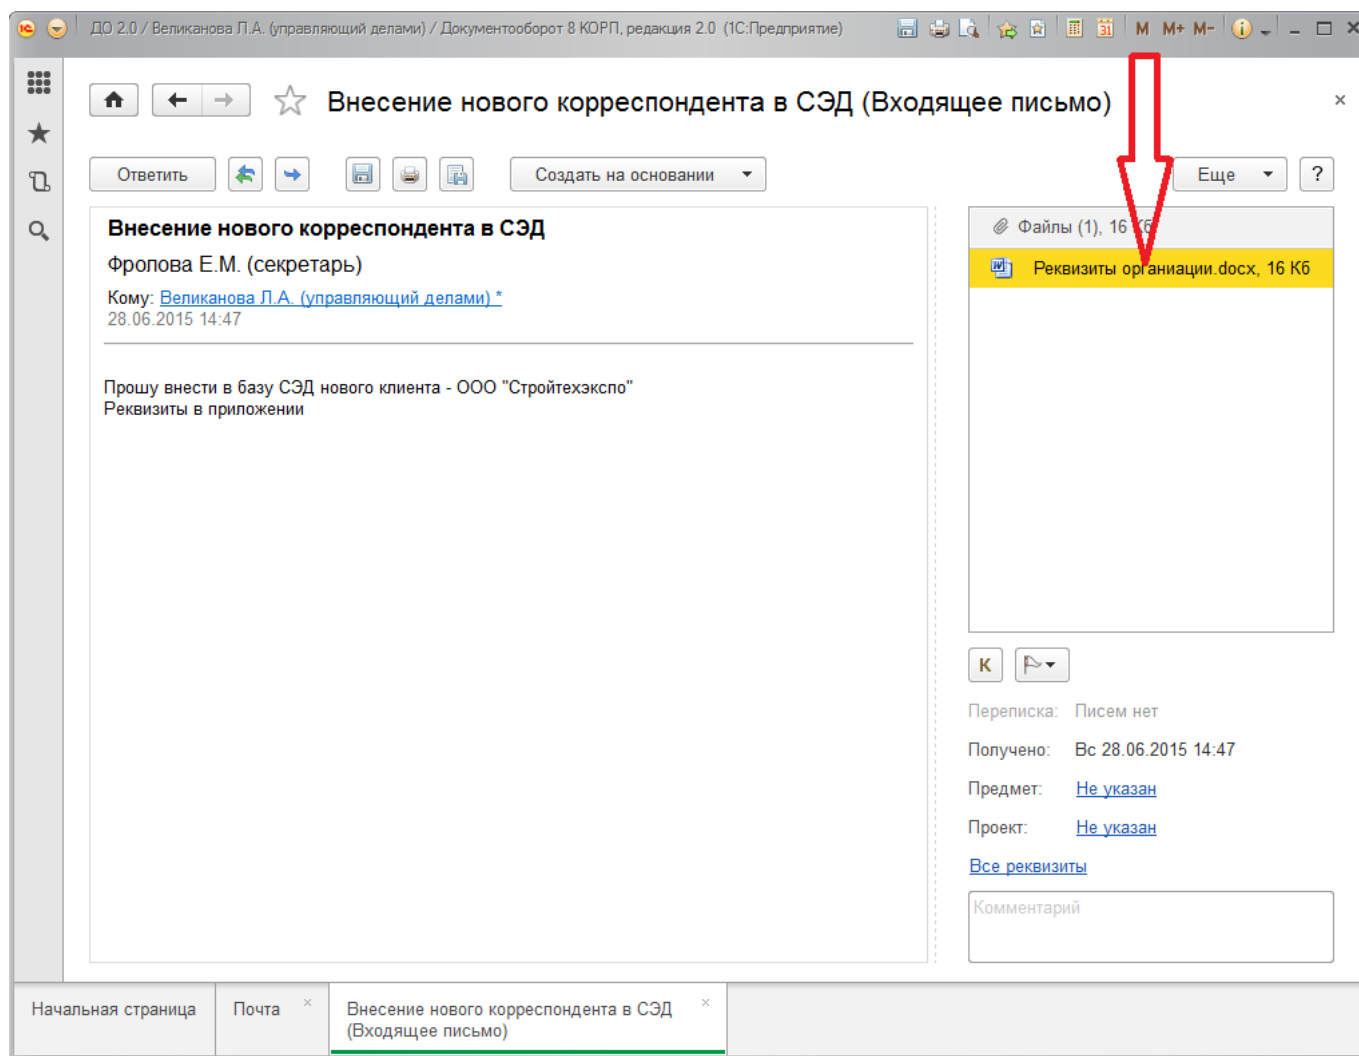 ДО 2.0 / Великанова Л.А. (управляющий делами) / Документооборот 8 КОРП, редакция 2.0 (1С:Предприятие)
31 M M+ M-
Внесение нового корреспондента в СЭД (Входящее письмо)
Ответить
Создать на основании
Еще
?
Внесение нового корреспондента в СЭД
Фролова Е.М. (секретарь)
Кому: Великанова Л.А. (управляющий делами) *
28.06.2015 14:47
Прошу внести в базу СЭД нового клиента - ООО "Стройтехэкспо"
Реквизиты в приложении
Файлы (1), 16 Кб
Реквизиты органиации.docx, 16 Кб
К
Переписка: Писем нет
Получено: Вс 28.06.2015 14:47
Предмет: Не указан
Проект: Не указан
Все реквизиты
Комментарий
Начальная страница
Почта
Внесение нового корреспондента в СЭД
(Входящее письмо)